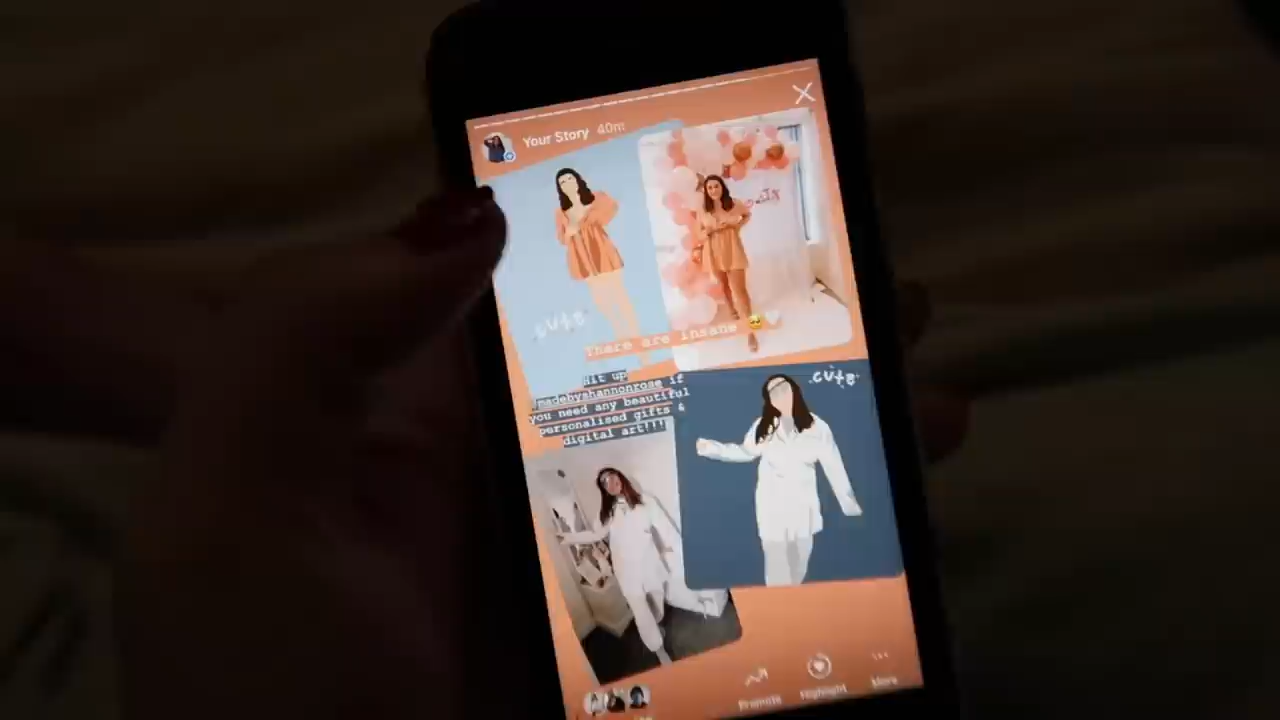 Your Story 40m
cute
There are insane 🥺🤍
Hit up
madebyshannonrose if
you need any beautiful
personalised gifts &
digital art!!!
cute
Promote
Highlight
More